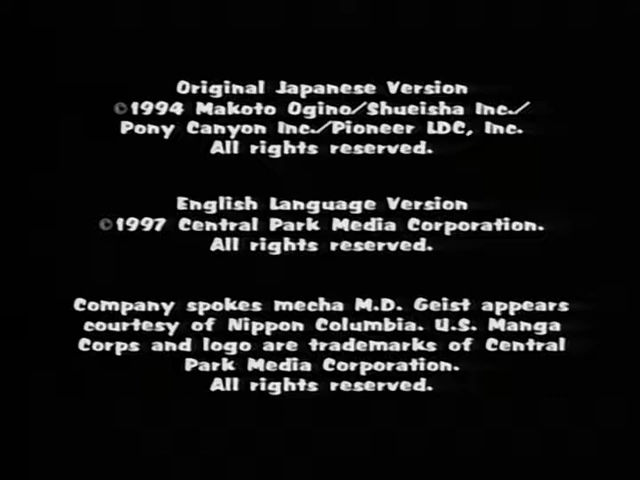 Original Japanese Version
©1994 Makoto Ogino/Shueisha Inc./
Pony Canyon Inc./Pioneer LDC, Inc.
All rights reserved.
English Language Version
©1997 Central Park Media Corporation.
All rights reserved.
Company spokes mecha M.D. Geist appears
courtesy of Nippon Columbia. U.S. Manga
Corps and logo are trademarks of Central
Park Media Corporation.
All rights reserved.